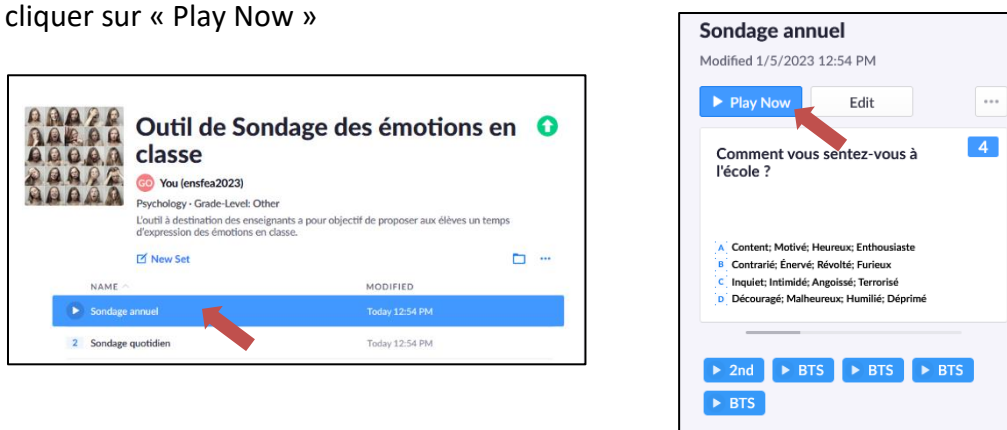 cliquer sur « Play Now »
Outil de Sondage des émotions en
classe
GO You (ensfea2023)
Psychology · Grade-Level: Other
L'outil à destination des enseignants a pour objectif de proposer aux élèves un temps
d'expression des émotions en classe.
New Set
NAME MODIFIED
Sondage annuel Today 12:54 PM
2 Sondage quotidien Today 12:54 PM
Sondage annuel
Modified 1/5/2023 12:54 PM
Play Now Edit
Comment vous sentez-vous à 4
l'école ?
A Content; Motivé; Heureux; Enthousiaste
B Contrarié; Énervé; Révolté; Furieux
C Inquiet; Intimidé; Angoissé; Terrorisé
D Découragé; Malheureux; Humilié; Déprimé
2nd BTS BTS BTS
BTS